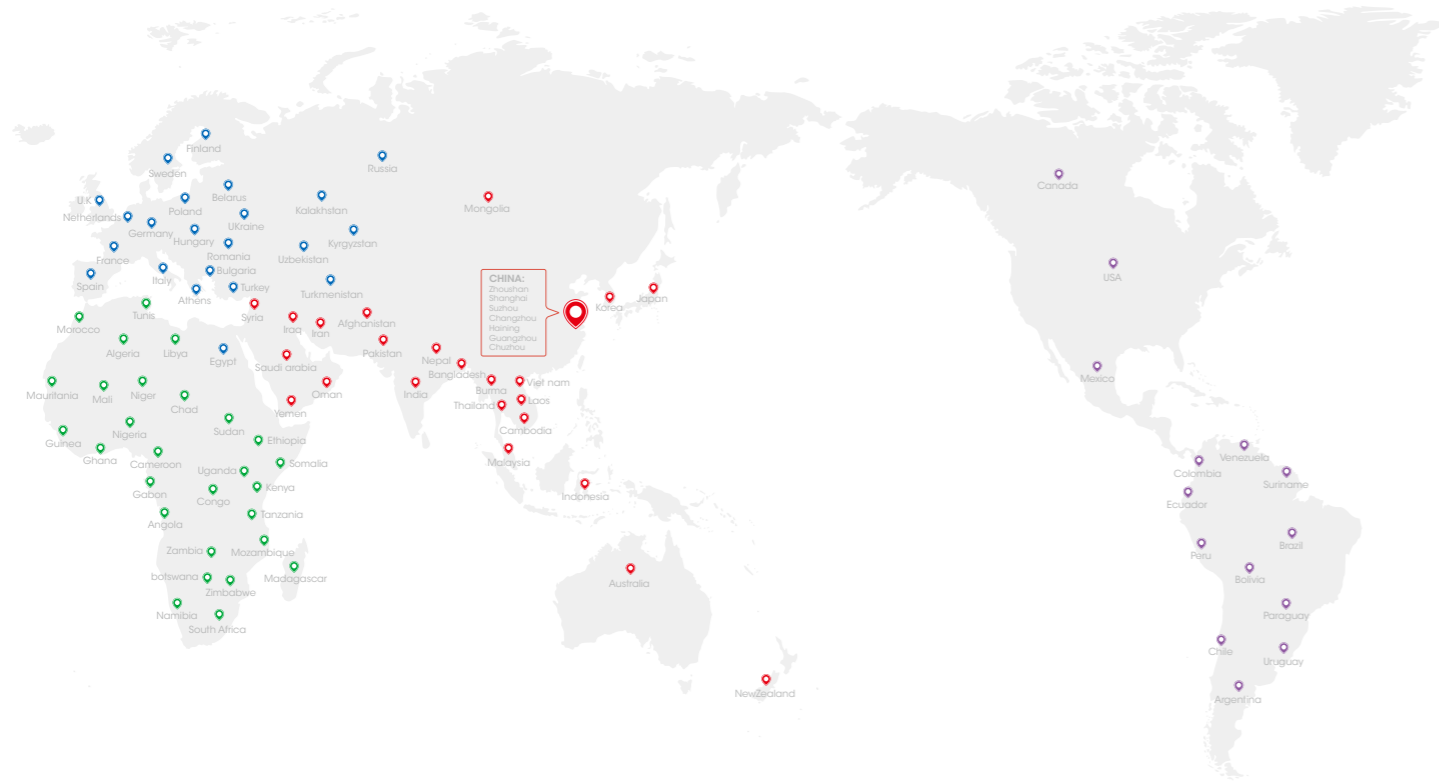 Finland
Sweden
Russia
Canada
U.K
Belarus
Netherlands
Poland
Kalakhstan
Mongolia
Germany
UKraine
Hungary
Kyrgyzstan
France
Romania
Uzbekistan
Italy
Bulgaria
USA
Spain
Athens
Turkey
Turkmenistan
CHINA:
Zhoushan
Shanghai
Suzhou
Changzhou
Haining
Guangzhou
Chuzhou
Korea
Japan
Tunis
Syria
Morocco
Iraq
Iran
Afghanistan
Algeria
Libya
Egypt
Saudi arabia
Pakistan
Nepal
Bangladesh
Mexico
Mauritania
Mali
Niger
Chad
Oman
India
Burma
Viet nam
Yemen
Thailand
Laos
Guinea
Nigeria
Sudan
Ethiopia
Cambodia
Ghana
Cameroon
Somalia
Malaysia
Venezuela
Uganda
Colombia
Gabon
Congo
Kenya
Indonesia
Suriname
Ecuador
Angola
Tanzania
Zambia
Mozambique
Peru
Brazil
botswana
Zimbabwe
Madagascar
Australia
Bolivia
Namibia
South Africa
Paraguay
Chile
Uruguay
NewZealand
Argentina